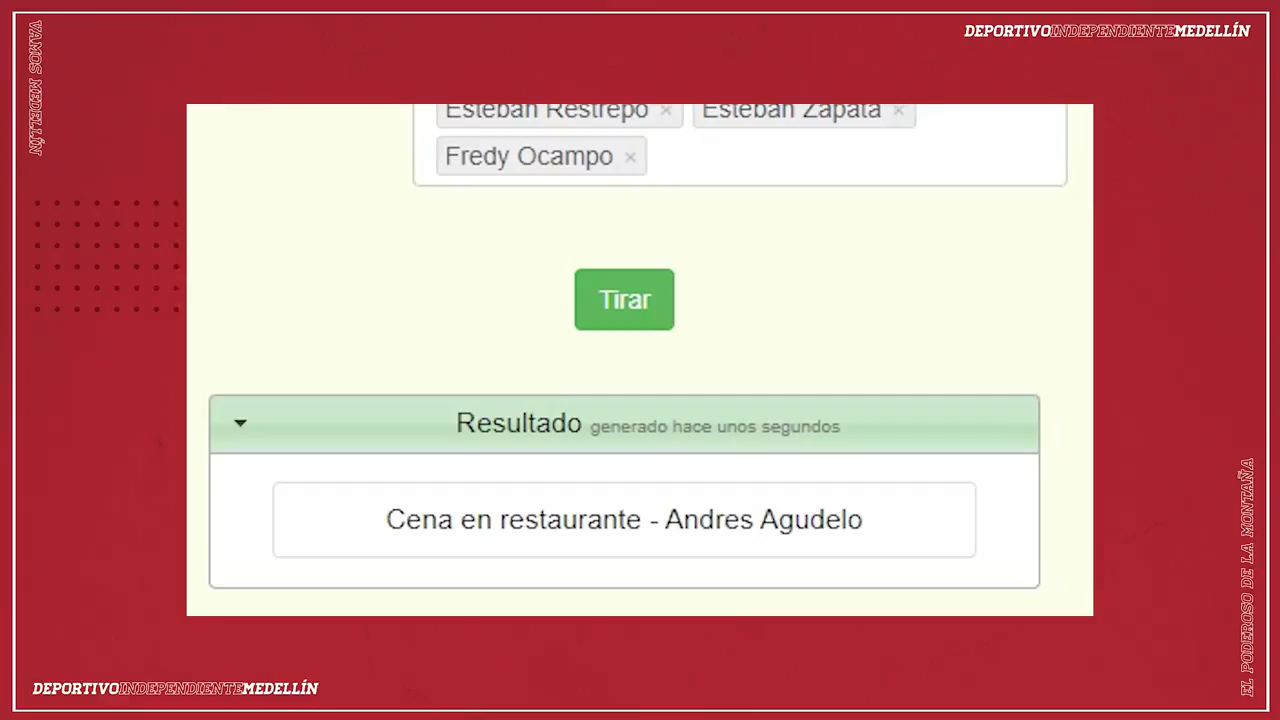 VAMOS MEDELLÍN
DEPORTIVOINDEPENDIENTEMEDELLÍN
Esteban Restrepo × Esteban Zapata ×
Fredy Ocampo ×
Tirar
Resultado generado hace unos segundos
Cena en restaurante - Andres Agudelo
EL PODEROSO DE LA MONTAÑA
DEPORTIVOINDEPENDIENTEMEDELLÍN